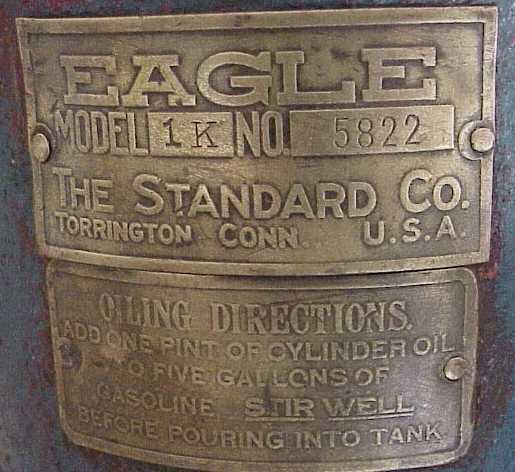 EAGLE
MODEL 1K NO. 5822
THE STANDARD CO.
TORRINGTON CONN. U.S.A.
OILING DIRECTIONS.
ADD ONE PINT OF CYLINDER OIL
TO FIVE GALLONS OF
GASOLINE. STIR WELL
BEFORE POURING INTO TANK